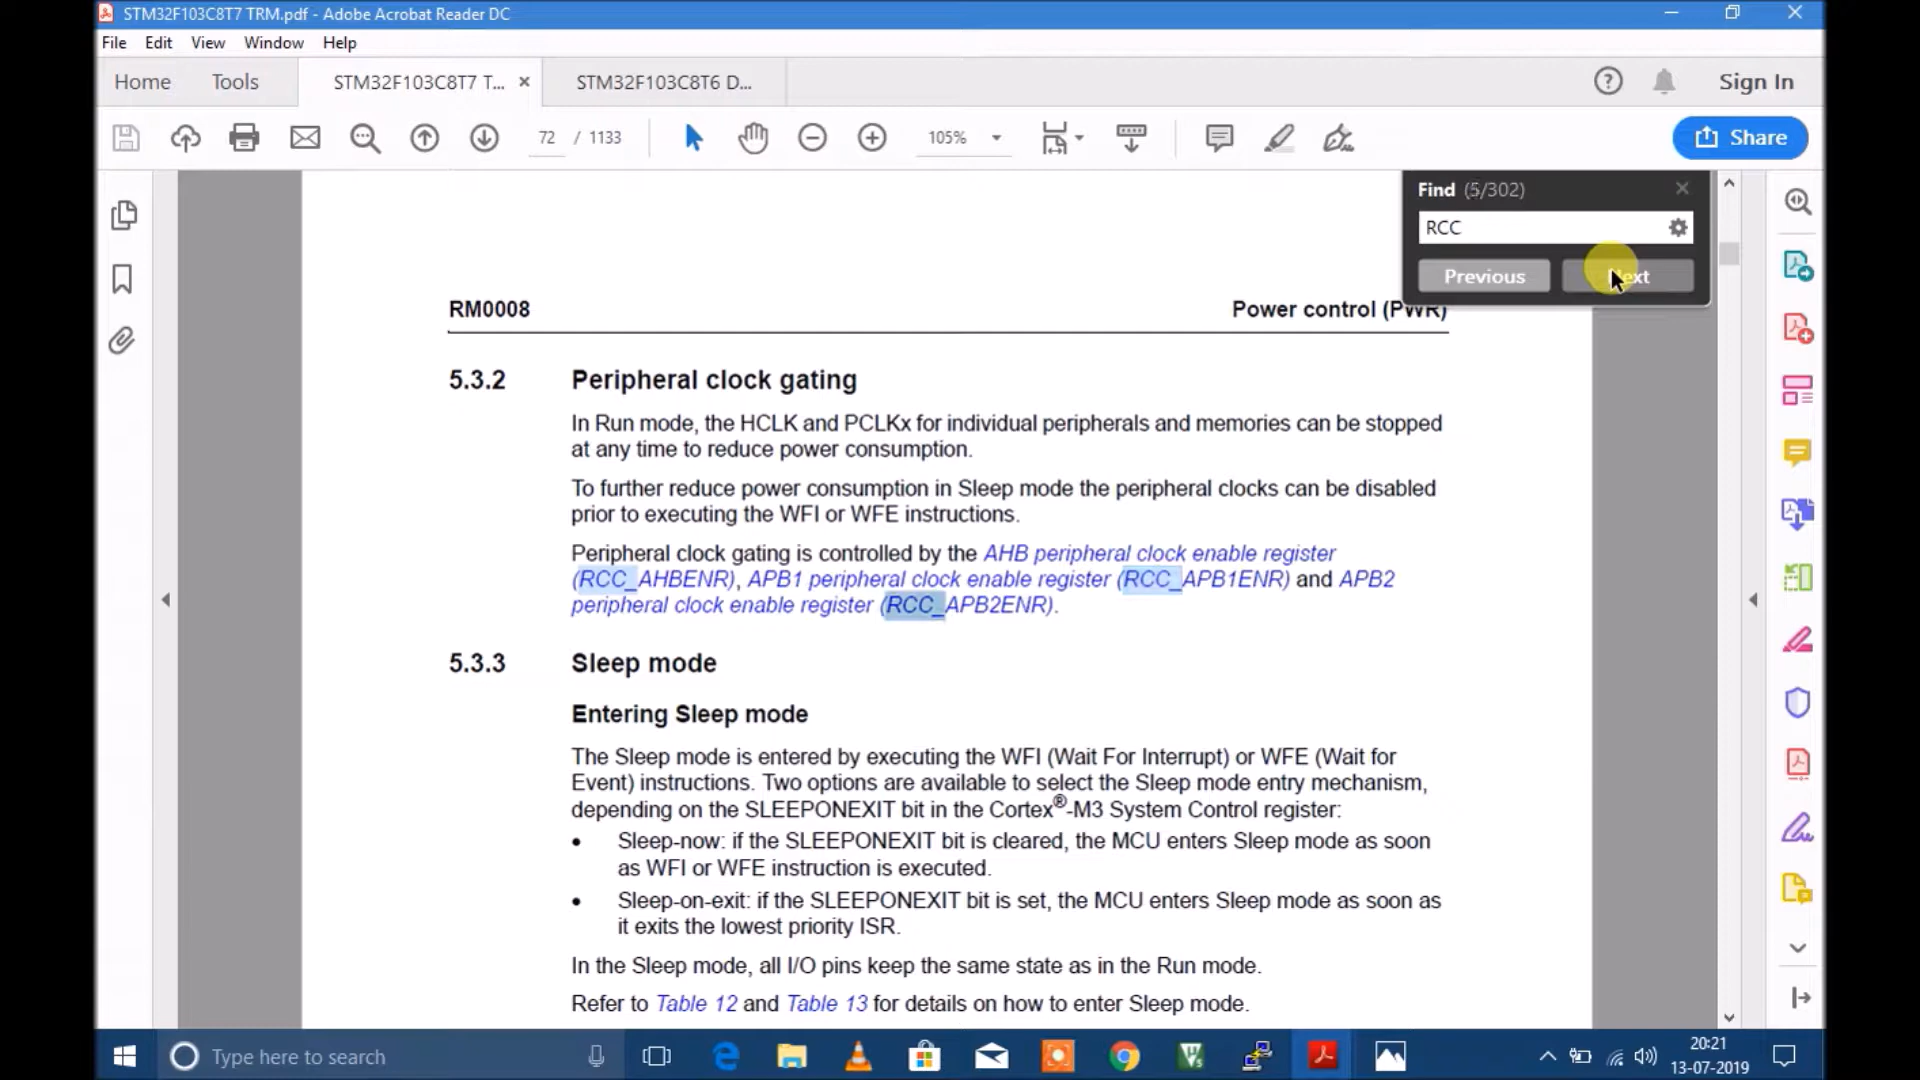 STM32F103C8T7 TRM.pdf - Adobe Acrobat Reader DC
File Edit View Window Help
Home Tools STM32F103C8T7 T... × STM32F103C8T6 D... Sign In
72 / 1133 105% Share
Find (5/302)
RCC
Previous Next
RM0008 Power control (PWR)
5.3.2 Peripheral clock gating
In Run mode, the HCLK and PCLKx for individual peripherals and memories can be stopped
at any time to reduce power consumption.
To further reduce power consumption in Sleep mode the peripheral clocks can be disabled
prior to executing the WFI or WFE instructions.
Peripheral clock gating is controlled by the AHB peripheral clock enable register
(RCC_AHBENR), APB1 peripheral clock enable register (RCC_APB1ENR) and APB2
peripheral clock enable register (RCC_APB2ENR).
5.3.3 Sleep mode
Entering Sleep mode
The Sleep mode is entered by executing the WFI (Wait For Interrupt) or WFE (Wait for
Event) instructions. Two options are available to select the Sleep mode entry mechanism,
depending on the SLEEPONEXIT bit in the Cortex®-M3 System Control register:
• Sleep-now: if the SLEEPONEXIT bit is cleared, the MCU enters Sleep mode as soon
as WFI or WFE instruction is executed.
• Sleep-on-exit: if the SLEEPONEXIT bit is set, the MCU enters Sleep mode as soon as
it exits the lowest priority ISR.
In the Sleep mode, all I/O pins keep the same state as in the Run mode.
Refer to Table 12 and Table 13 for details on how to enter Sleep mode.
Type here to search
20:21
13-07-2019